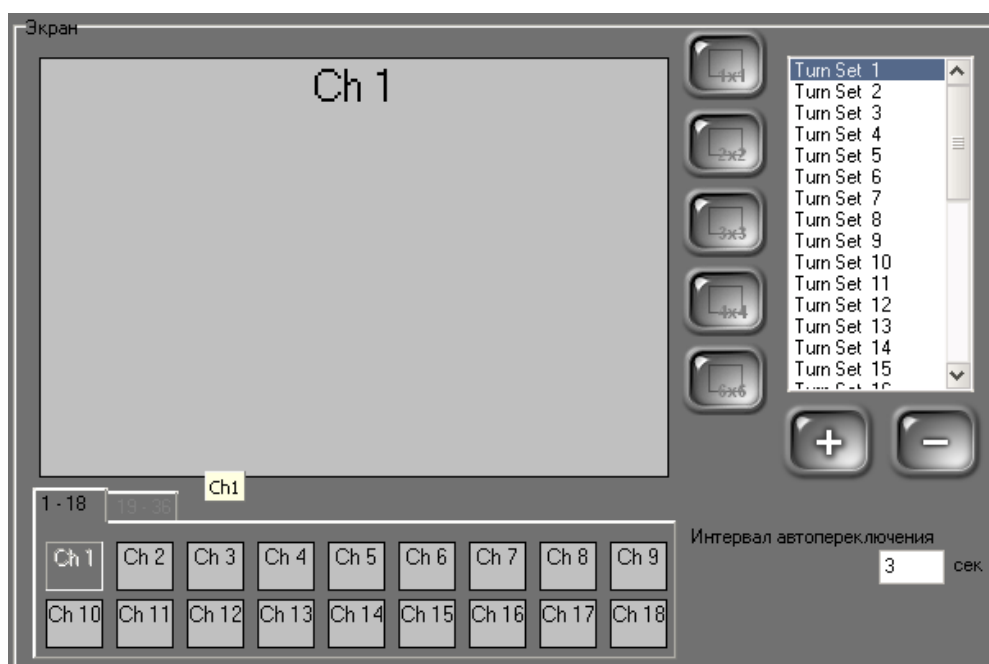 Экран
Ch 1
1x1
2x2
3x3
4x4
6x6
Turn Set 1
Turn Set 2
Turn Set 3
Turn Set 4
Turn Set 5
Turn Set 6
Turn Set 7
Turn Set 8
Turn Set 9
Turn Set 10
Turn Set 11
Turn Set 12
Turn Set 13
Turn Set 14
Turn Set 15
Turn Set 16
+ −
Ch1
1 - 18 19 - 36
Ch 1 Ch 2 Ch 3 Ch 4 Ch 5 Ch 6 Ch 7 Ch 8 Ch 9
Ch 10 Ch 11 Ch 12 Ch 13 Ch 14 Ch 15 Ch 16 Ch 17 Ch 18
Интервал автопереключения
3 сек